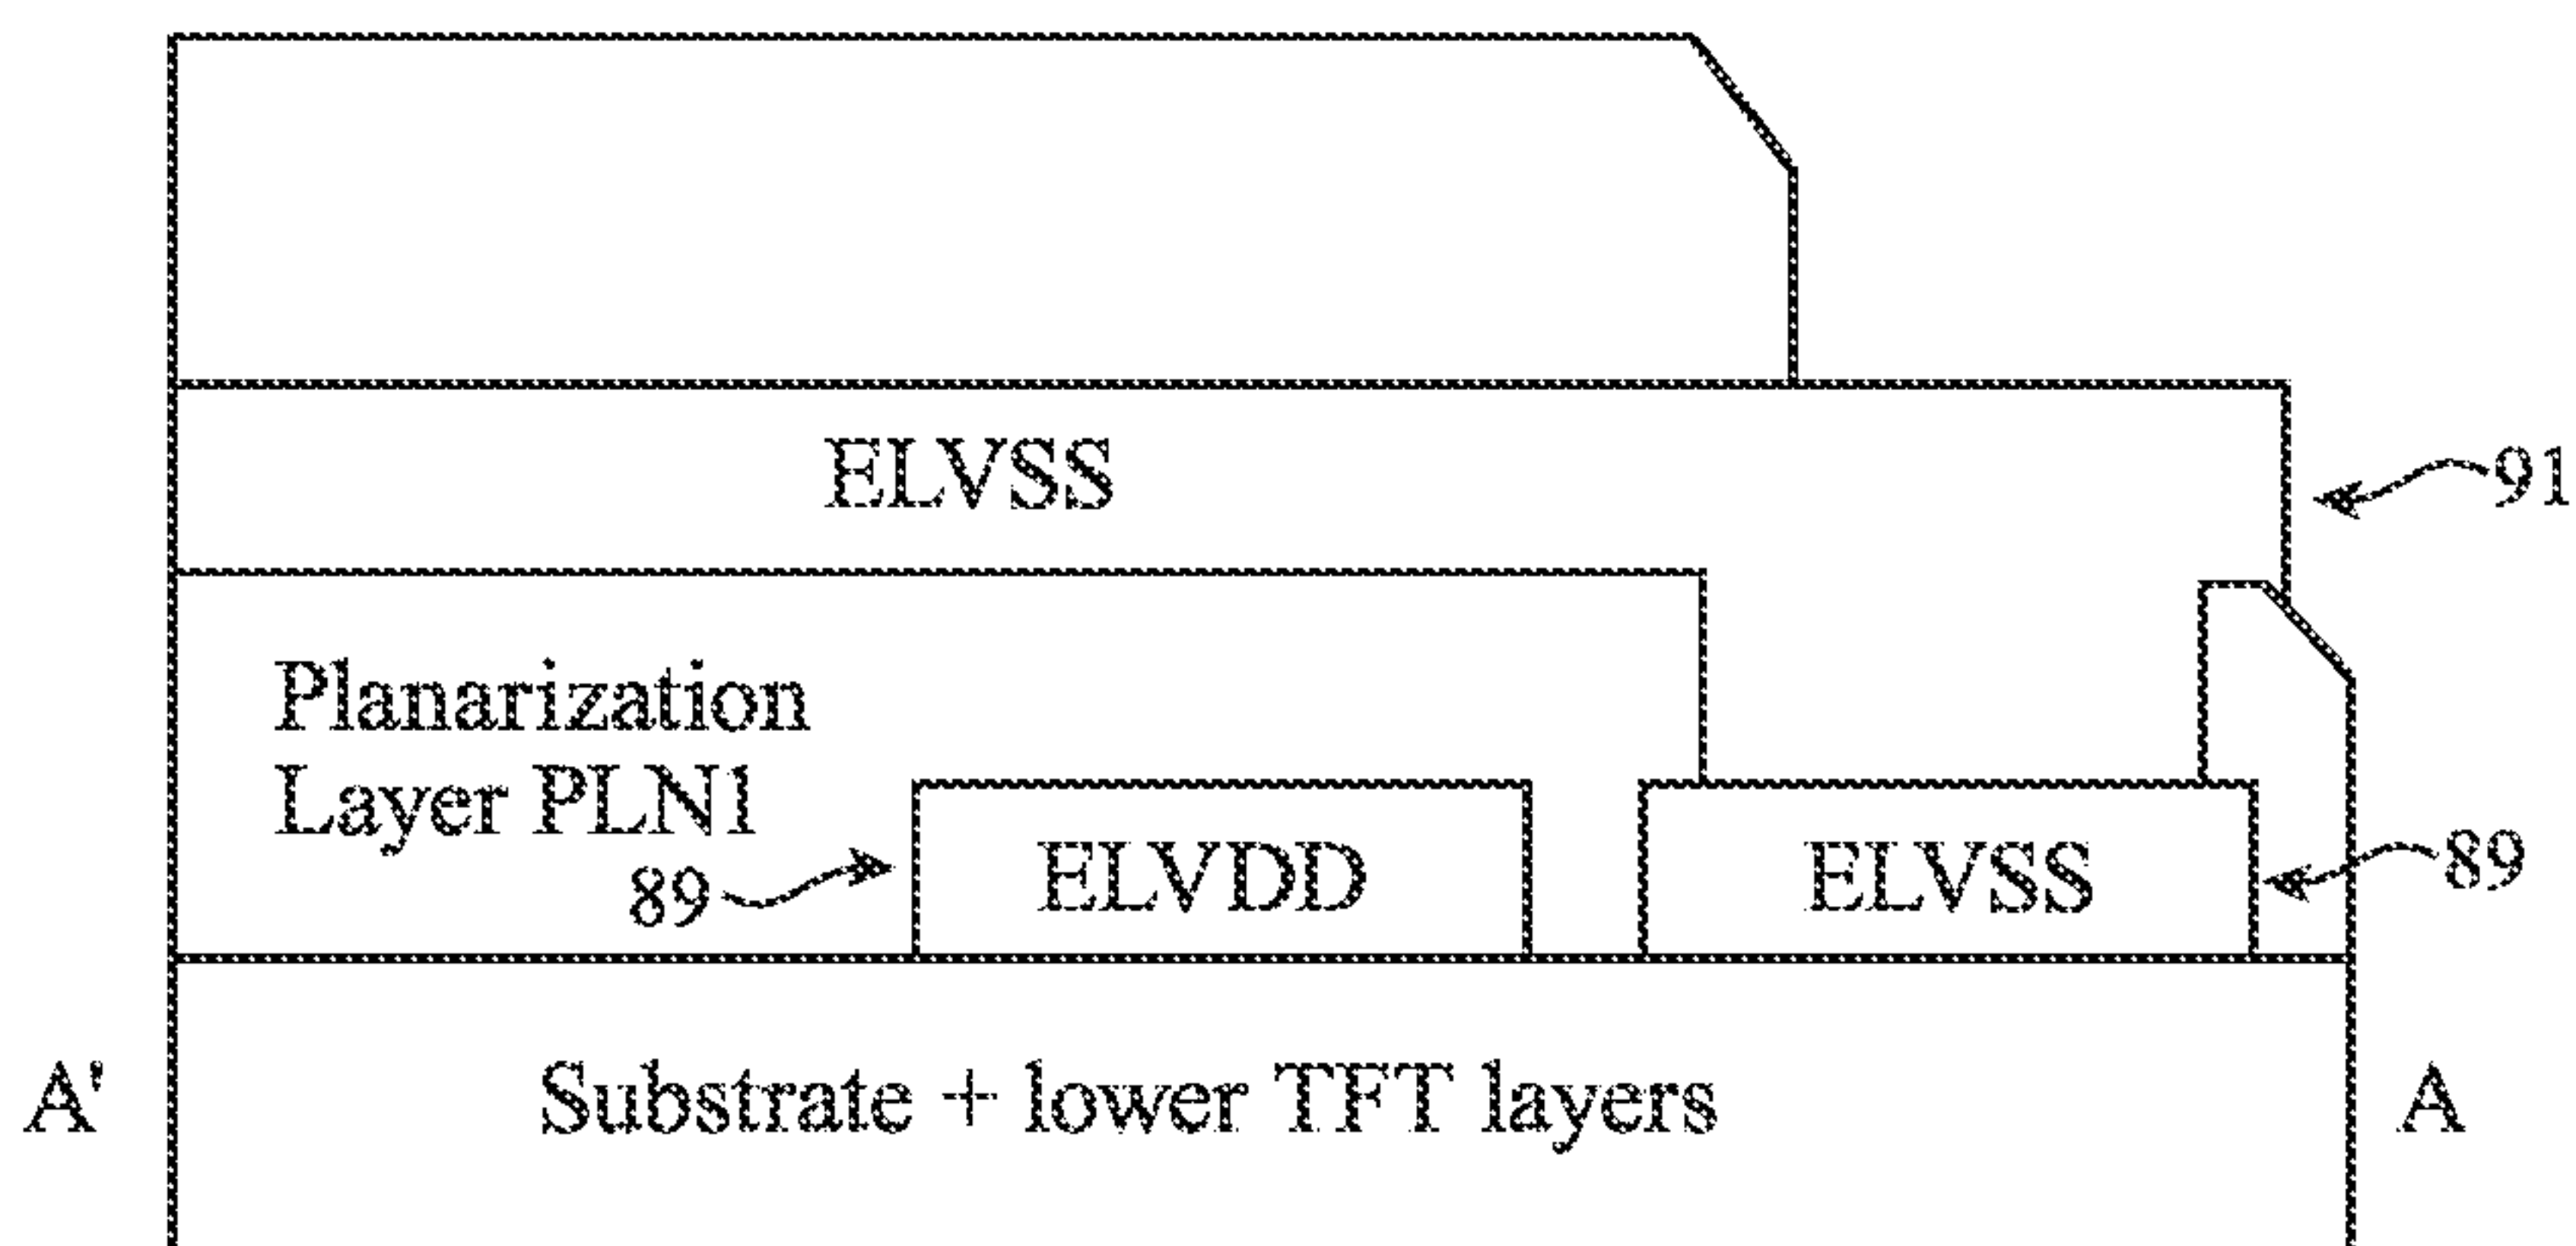 ELVSS
91
Planarization
Layer PLN1
89
ELVDD
ELVSS
89
A'
Substrate + lower TFT layers
A